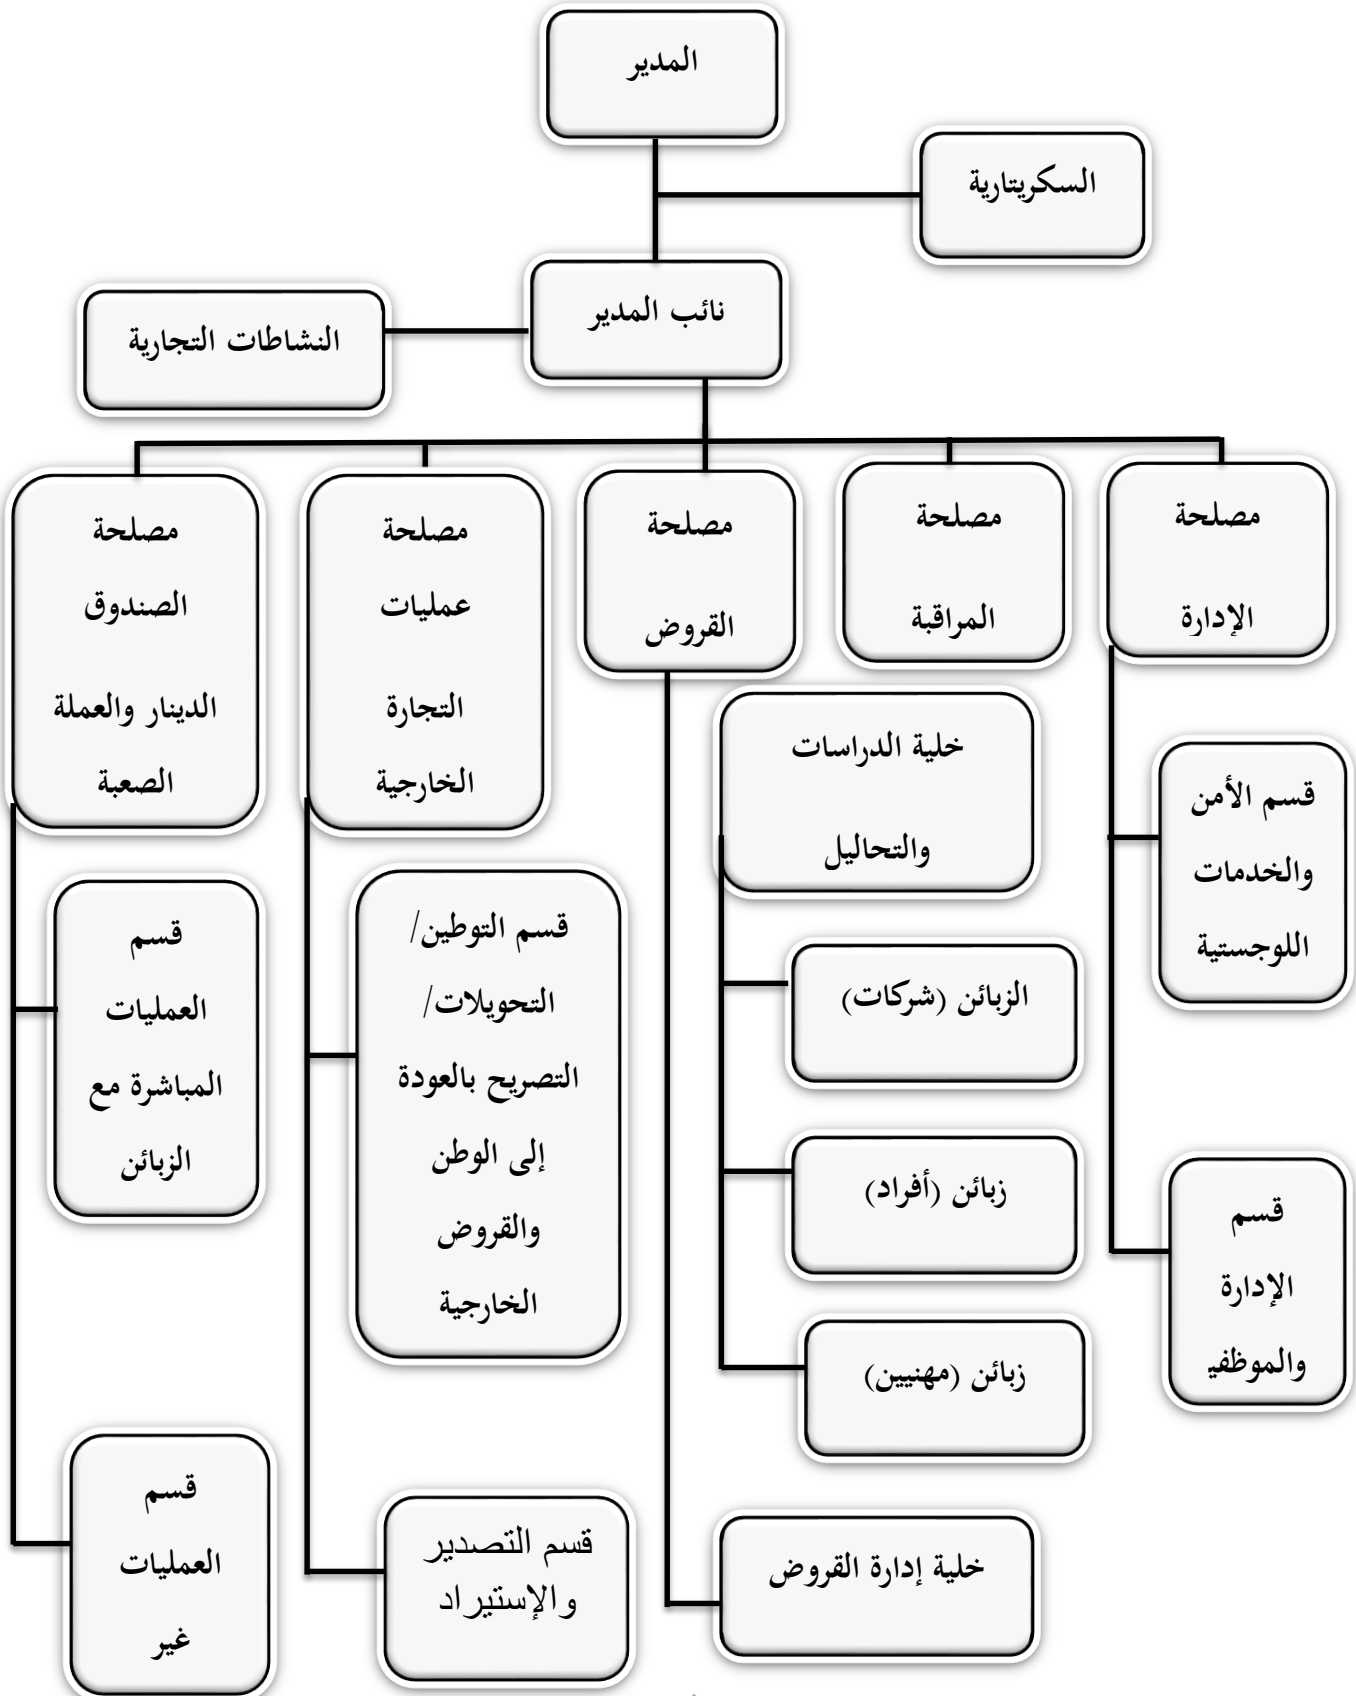 المدير
السكريتارية
نائب المدير
النشاطات التجارية
مصلحة
الإدارة
مصلحة
المراقبة
مصلحة
القروض
مصلحة
عمليات
التجارة
الخارجية
مصلحة
الصندوق
الدينار والعملة
الصعبة
قسم الأمن
والخدمات
اللوجستية
قسم
الإدارة
والموظفي
خلية الدراسات
والتحاليل
الزبائن (شركات)
زبائن (أفراد)
زبائن (مهنيين)
خلية إدارة القروض
قسم التوطين/
التحويلات/
التصريح بالعودة
إلى الوطن
والقروض
الخارجية
قسم التصدير
والإستيراد
قسم
العمليات
المباشرة مع
الزبائن
قسم
العمليات
غير